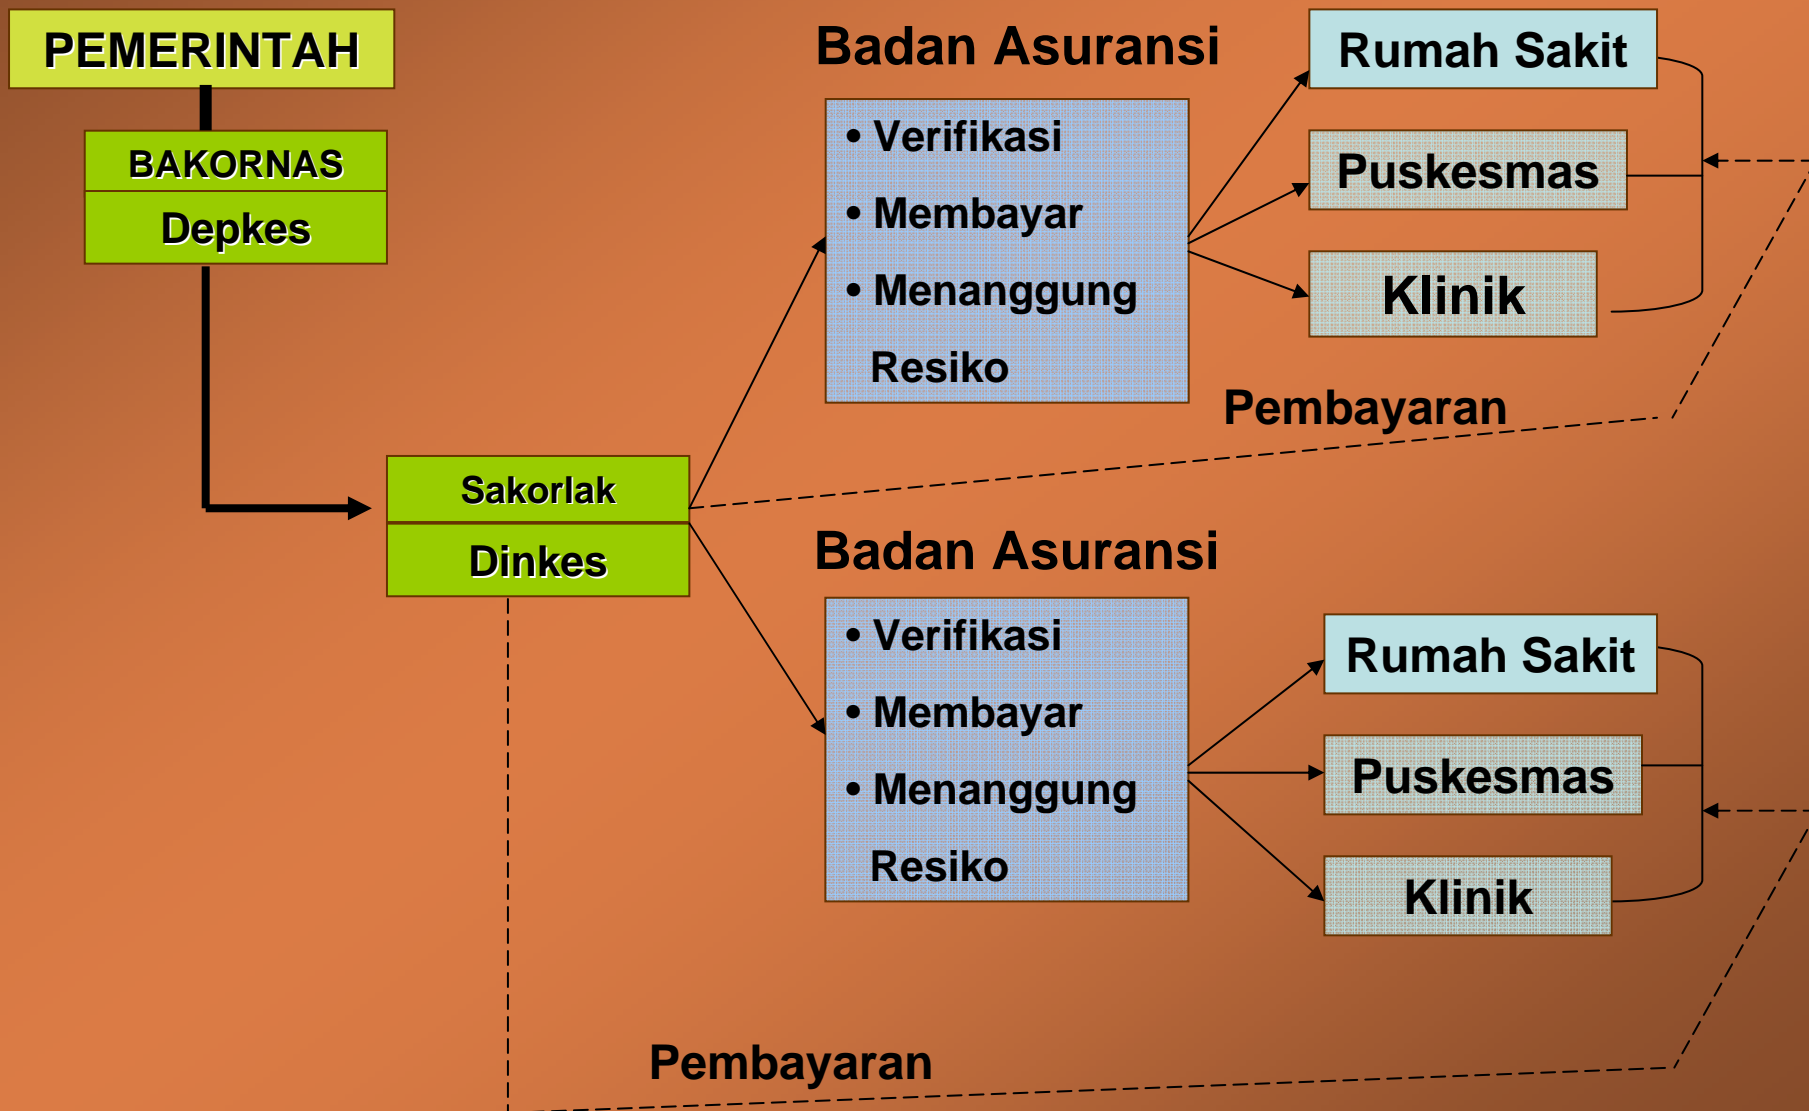 PEMERINTAH
BAKORNAS
Depkes
Sakorlak
Dinkes
Badan Asuransi
• Verifikasi
• Membayar
• Menanggung
Resiko
Rumah Sakit
Puskesmas
Klinik
Pembayaran
Badan Asuransi
• Verifikasi
• Membayar
• Menanggung
Resiko
Rumah Sakit
Puskesmas
Klinik
Pembayaran